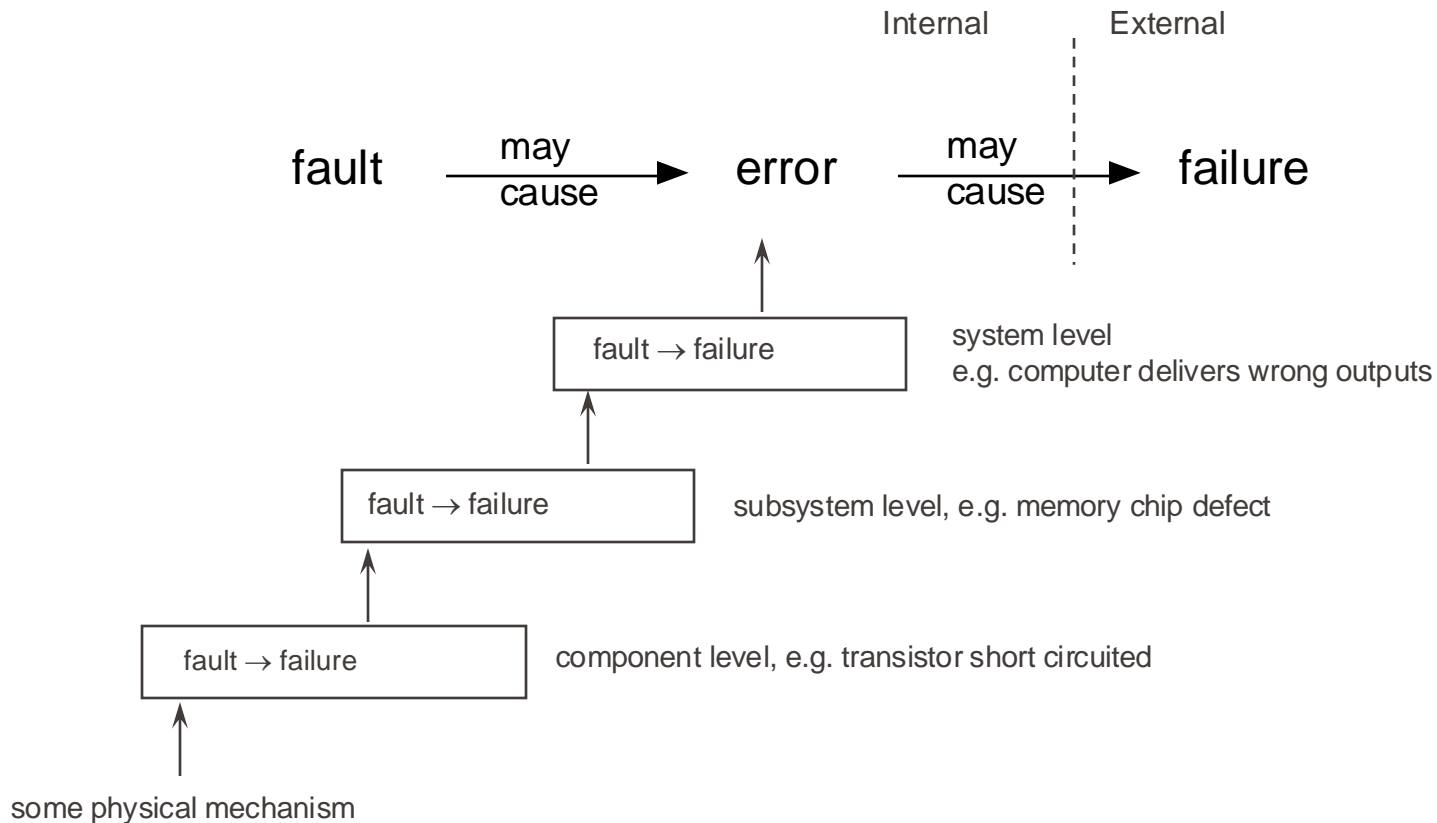 Internal External
fault may cause error may cause failure
fault → failure
system level
e.g. computer delivers wrong outputs
fault → failure
subsystem level, e.g. memory chip defect
fault → failure
component level, e.g. transistor short circuited
some physical mechanism